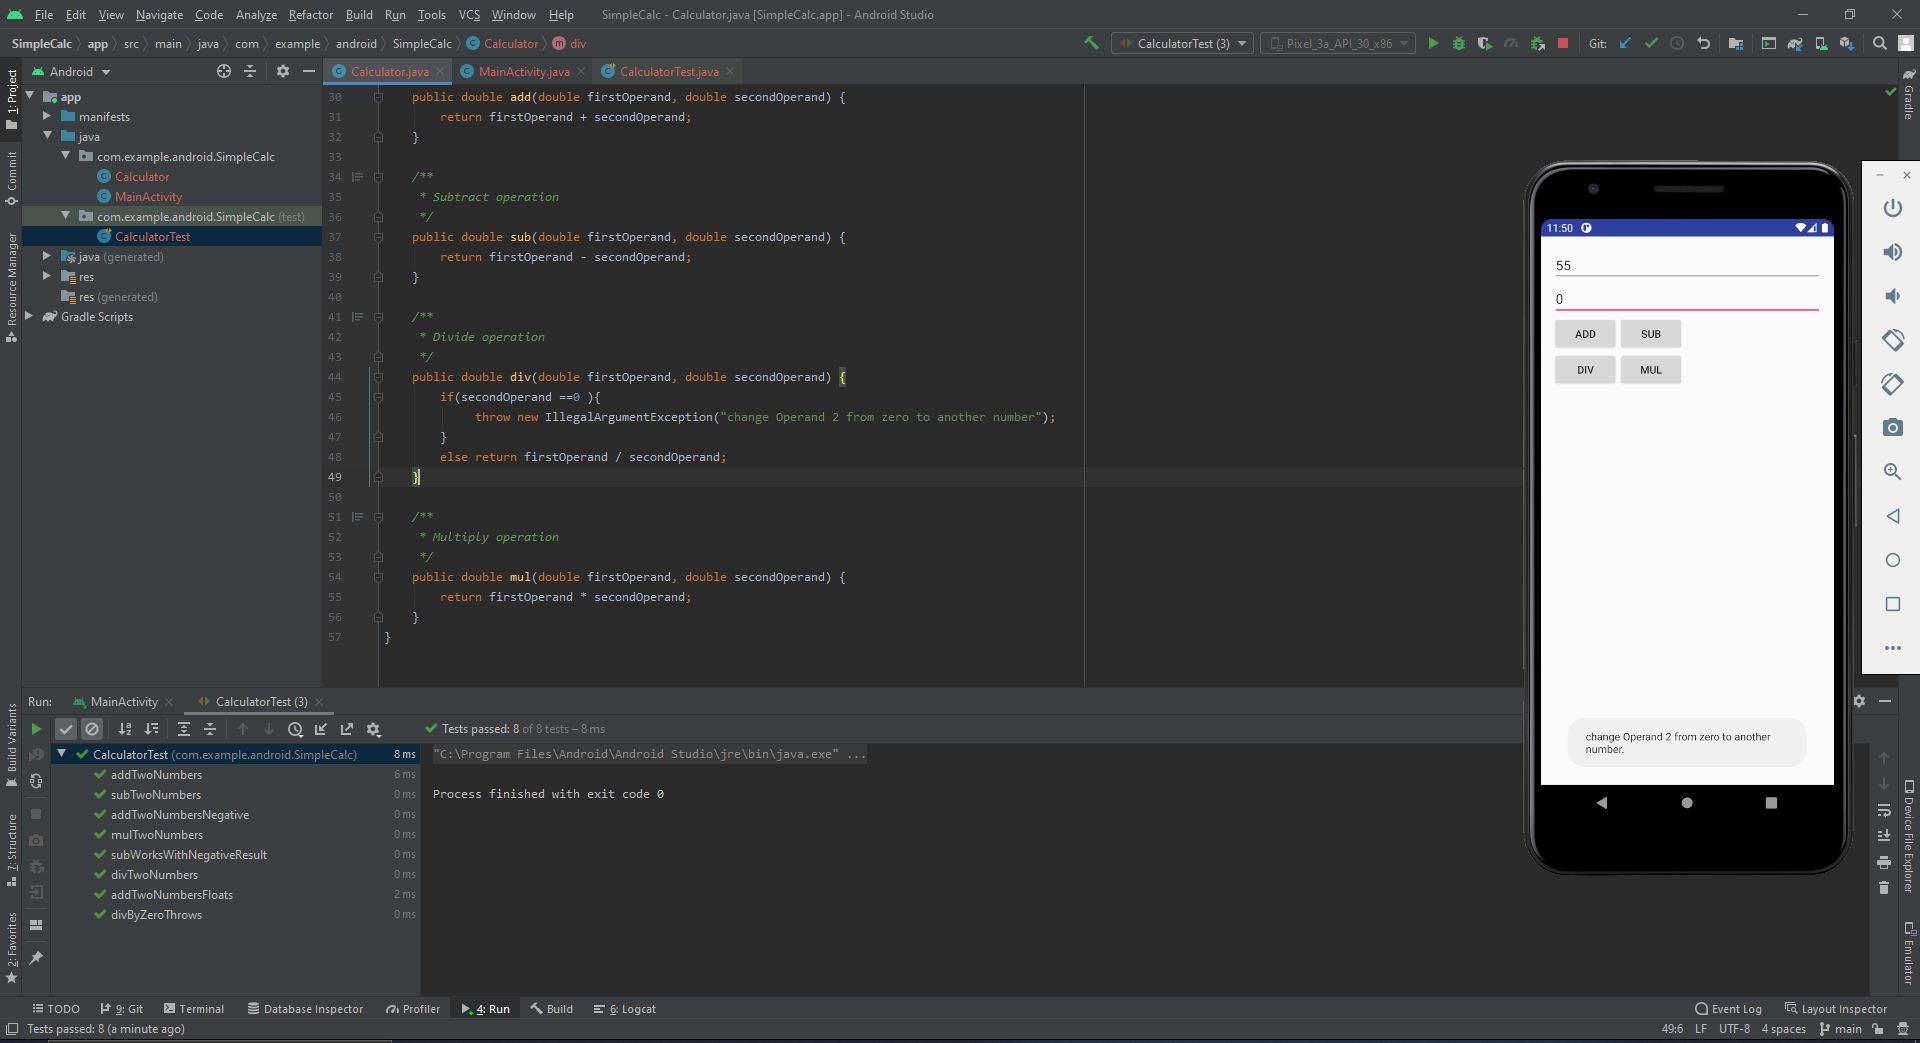 File Edit View Navigate Code Analyze Refactor Build Run Tools VCS Window Help SimpleCalc - Calculator.java [SimpleCalc.app] - Android Studio
SimpleCalc app src main java com example android SimpleCalc Calculator div CalculatorTest (3) Pixel_3a_API_30_x86 Git:
Android
Calculator.java MainActivity.java CalculatorTest.java
1: Project
Commit
Resource Manager
Build Variants
7: Structure
2: Favorites
app
manifests
java
com.example.android.SimpleCalc
Calculator
MainActivity
com.example.android.SimpleCalc (test)
CalculatorTest
java (generated)
res
res (generated)
Gradle Scripts
30 public double add(double firstOperand, double secondOperand) {
31 return firstOperand + secondOperand;
32 }
33
34 /**
35 * Subtract operation
36 */
37 public double sub(double firstOperand, double secondOperand) {
38 return firstOperand - secondOperand;
39 }
40
41 /**
42 * Divide operation
43 */
44 public double div(double firstOperand, double secondOperand) {
45 if(secondOperand ==0 ){
46 throw new IllegalArgumentException("change Operand 2 from zero to another number");
47 }
48 else return firstOperand / secondOperand;
49 }
50
51 /**
52 * Multiply operation
53 */
54 public double mul(double firstOperand, double secondOperand) {
55 return firstOperand * secondOperand;
56 }
57 }
Gradle
Device File Explorer
Emulator
11:50
55
0
ADD SUB
DIV MUL
change Operand 2 from zero to another
number.
Run: MainActivity CalculatorTest (3)
Tests passed: 8 of 8 tests – 8 ms
CalculatorTest (com.example.android.SimpleCalc) 8 ms
addTwoNumbers 6 ms
subTwoNumbers 0 ms
addTwoNumbersNegative 0 ms
mulTwoNumbers 0 ms
subWorksWithNegativeResult 0 ms
divTwoNumbers 0 ms
addTwoNumbersFloats 2 ms
divByZeroThrows 0 ms
"C:\Program Files\Android\Android Studio\jre\bin\java.exe" ...
Process finished with exit code 0
TODO 9: Git Terminal Database Inspector Profiler 4: Run Build 6: Logcat Event Log Layout Inspector
Tests passed: 8 (a minute ago) 49:6 LF UTF-8 4 spaces main